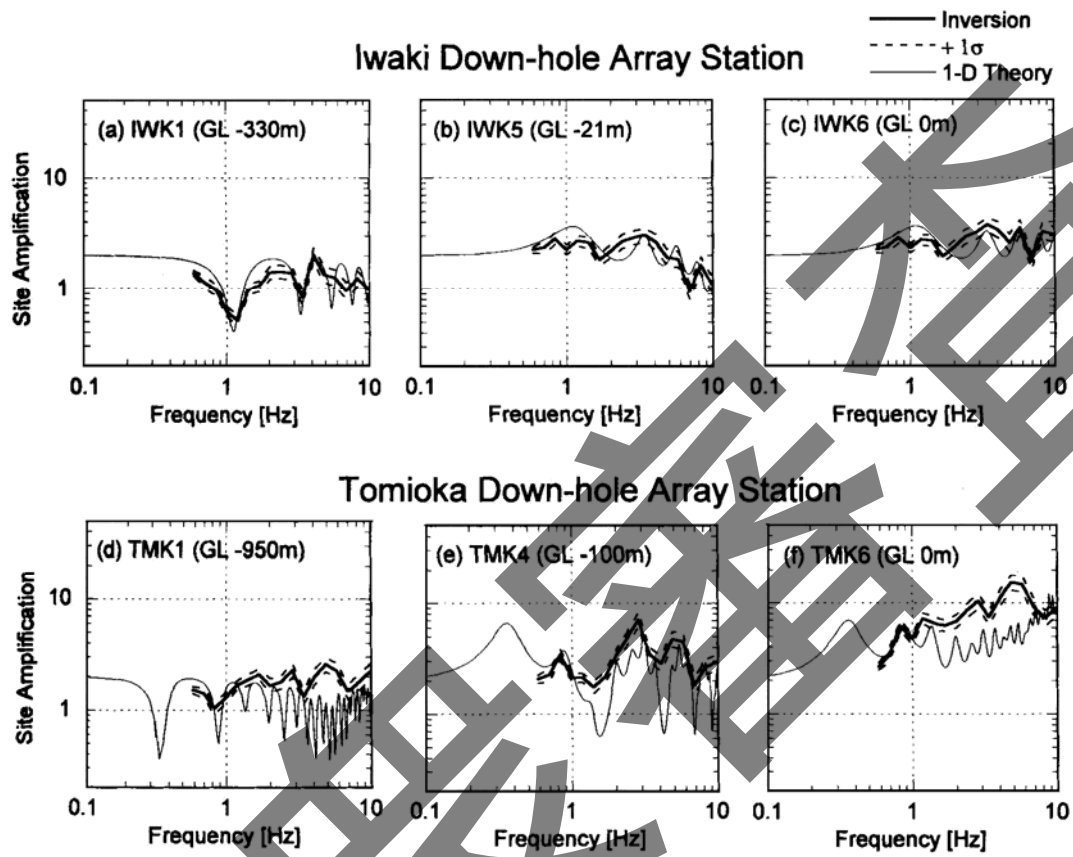 Inversion
+ 1σ
1-D Theory
Iwaki Down-hole Array Station
(a) IWK1 (GL -330m)
(b) IWK5 (GL -21m)
(c) IWK6 (GL 0m)
Site Amplification
10
1
0.1 1 10
0.1 1 10
0.1 1 10
Frequency [Hz]
Frequency [Hz]
Frequency [Hz]
Tomioka Down-hole Array Station
(d) TMK1 (GL -950m)
(e) TMK4 (GL -100m)
(f) TMK6 (GL 0m)
Site Amplification
10
1
0.1 1 10
0.1 1 10
0.1 1 10
Frequency [Hz]
Frequency [Hz]
Frequency [Hz]